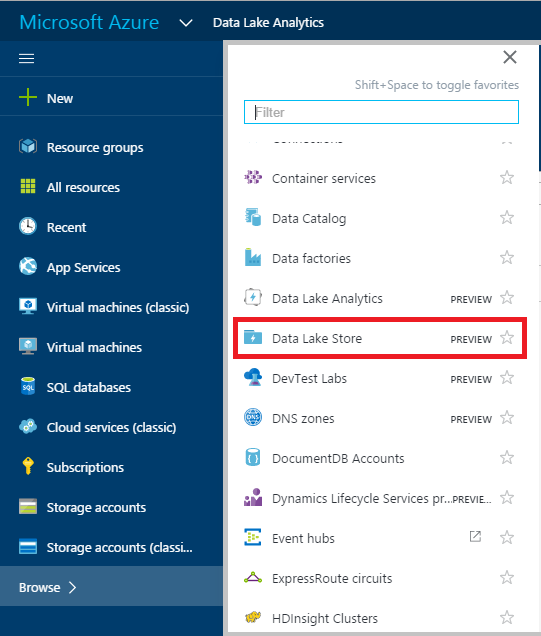 Microsoft Azure
Data Lake Analytics
New
Resource groups
All resources
Recent
App Services
Virtual machines (classic)
Virtual machines
SQL databases
Cloud services (classic)
Subscriptions
Storage accounts
Storage accounts (classi...
Browse
Shift+Space to toggle favorites
Filter
Container services
Data Catalog
Data factories
Data Lake Analytics PREVIEW
Data Lake Store PREVIEW
DevTest Labs PREVIEW
DNS zones PREVIEW
DocumentDB Accounts
Dynamics Lifecycle Services pr...PREVIE...
Event hubs
ExpressRoute circuits
HDInsight Clusters